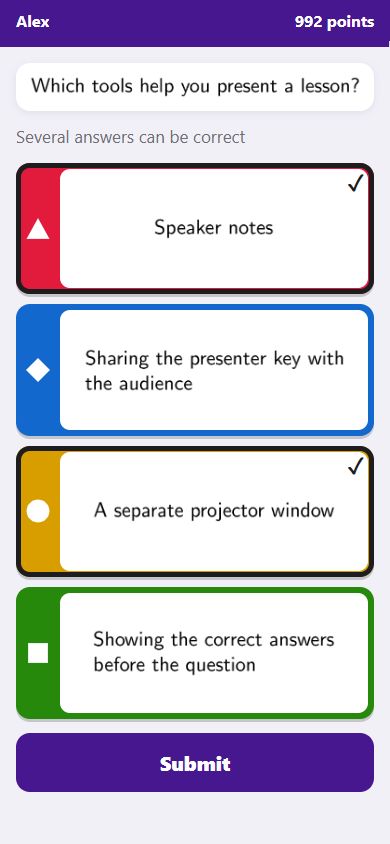 Alex 992 points
Which tools help you present a lesson?
Several answers can be correct
Speaker notes
Sharing the presenter key with
the audience
A separate projector window
Showing the correct answers
before the question
Submit